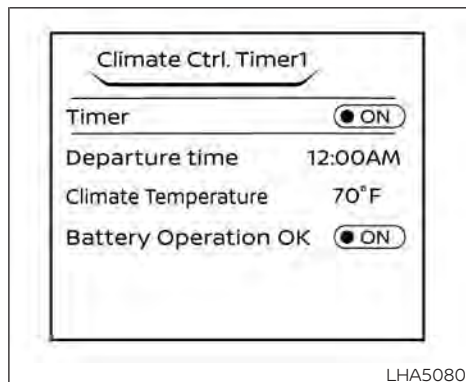 Climate Ctrl. Timer1
Timer ON
Departure time 12:00AM
Climate Temperature 70°F
Battery Operation OK ON
LHA5080